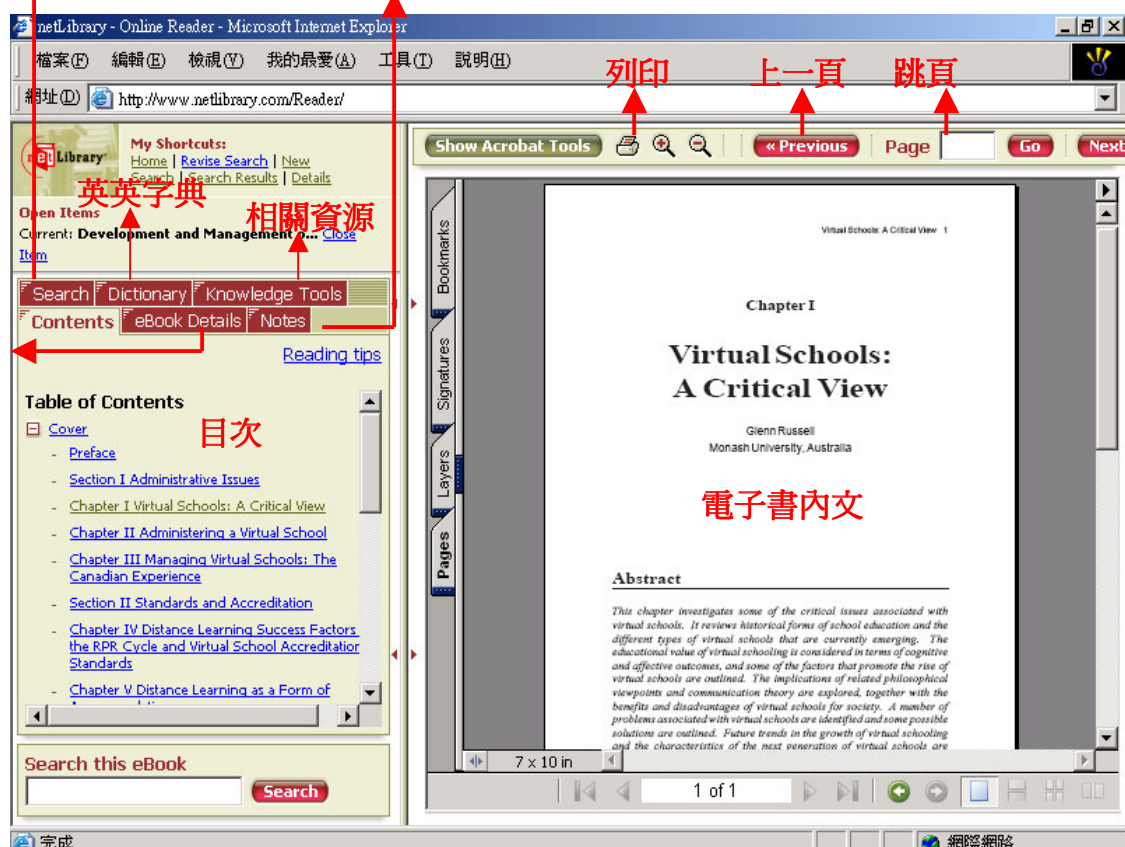 netLibrary - Online Reader - Microsoft Internet Explorer
檔案(F) 編輯(E) 檢視(V) 我的最愛(A) 工具(T) 說明(H)
網址(D) http://www.netlibrary.com/Reader/
列印
上一頁
跳頁
netLibrary
My Shortcuts:
Home | Revise Search | New
Search | Search Results | Details
英英字典
相關資源
Open Items
Current: Development and Management o... Close
Item
Search Dictionary Knowledge Tools
Contents eBook Details Notes
Reading tips
Table of Contents
目次
Cover
Preface
Section I Administrative Issues
Chapter I Virtual Schools: A Critical View
Chapter II Administering a Virtual School
Chapter III Managing Virtual Schools: The
Canadian Experience
Section II Standards and Accreditation
Chapter IV Distance Learning Success Factors
the RPR Cycle and Virtual School Accreditation
Standards
Chapter V Distance Learning as a Form of
Search this eBook
Search
Show Acrobat Tools « Previous Page Go Next
Bookmarks
Signatures
Layers
Pages
Virtual Schools: A Critical View 1
Chapter I
Virtual Schools:
A Critical View
Glenn Russell
Monash University, Australia
電子書內文
Abstract
This chapter investigates some of the critical issues associated with
virtual schools. It reviews historical forms of school education and the
different types of virtual schools that are currently emerging. The
educational value of virtual schooling is considered in terms of cognitive
and affective outcomes, and some of the factors that promote the rise of
virtual schools are outlined. The implications of related philosophical
viewpoints and communication theory are explored, together with the
benefits and disadvantages of virtual schools for society. A number of
problems associated with virtual schools are identified and some possible
solutions are outlined. Future trends in the growth of virtual schooling
and the characteristics of the next generation of virtual schools are
7 x 10 in
1 of 1
完成
網際網路